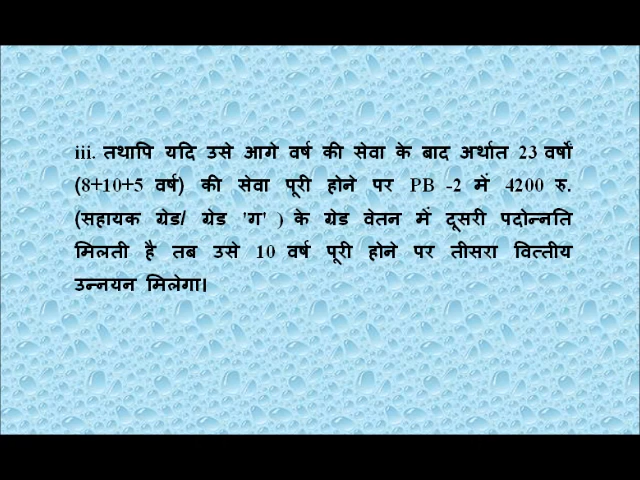 iii. तथापि यदि उसे आगे वर्ष की सेवा के बाद अर्थात 23 वर्षों
(8+10+5 वर्ष) की सेवा पूरी होने पर PB -2 में 4200 रु.
(सहायक ग्रेड/ ग्रेड 'ग' ) के ग्रेड वेतन में दूसरी पदोन्नति
मिलती है तब उसे 10 वर्ष पूरी होने पर तीसरा वित्तीय
उन्नयन मिलेगा।